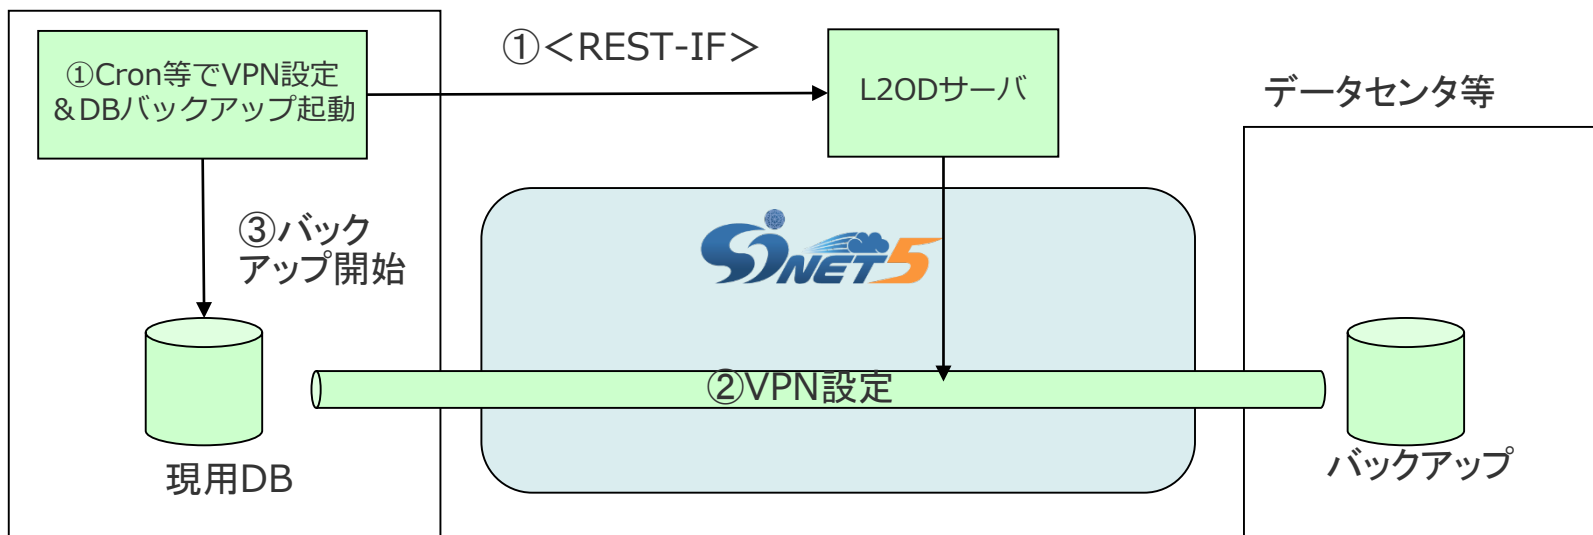 ①Cron等でVPN設定
＆DBバックアップ起動
①＜REST-IF＞
L2ODサーバ
データセンタ等
③バック
アップ開始
SINET5
②VPN設定
現用DB
バックアップ